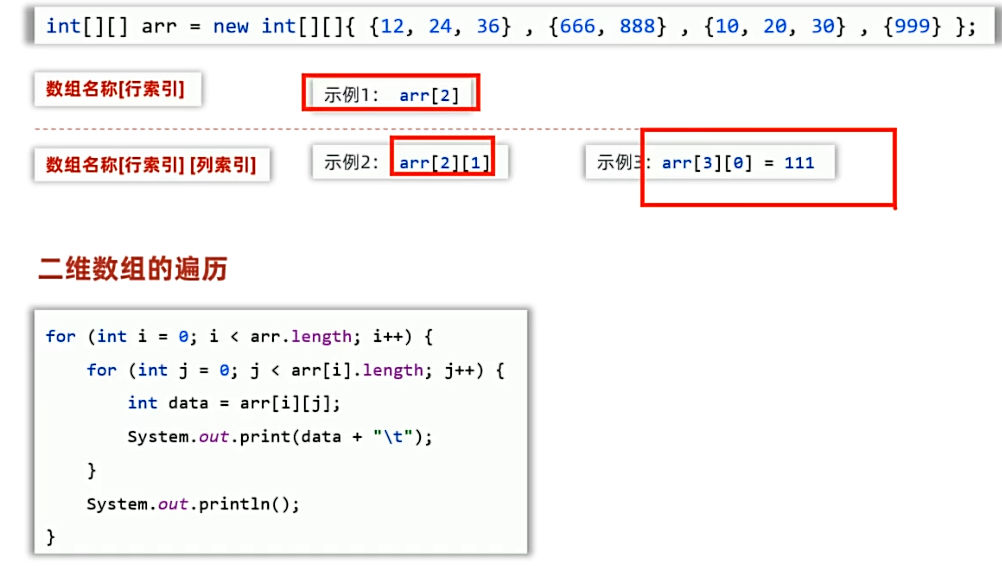 int[][] arr = new int[][]{ {12, 24, 36} , {666, 888} , {10, 20, 30} , {999} };
数组名称[行索引] 示例1： arr[2]
数组名称[行索引] [列索引] 示例2： arr[2][1] 示例3：arr[3][0] = 111
二维数组的遍历
for (int i = 0; i < arr.length; i++) {
    for (int j = 0; j < arr[i].length; j++) {
        int data = arr[i][j];
        System.out.print(data + "\t");
    }
    System.out.println();
}